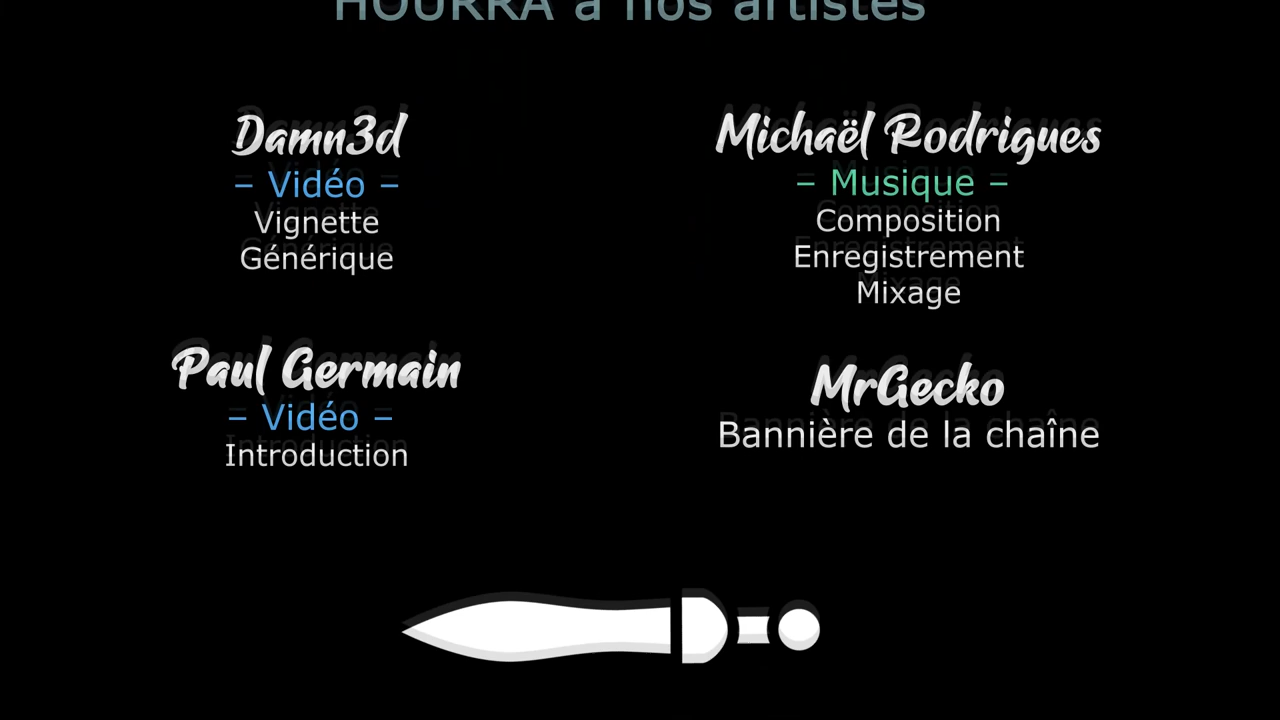 HOURRA à nos artistes
Damn3d
– Vidéo –
Vignette
Générique
Michaël Rodrigues
– Musique –
Composition
Enregistrement
Mixage
Paul Germain
– Vidéo –
Introduction
MrGecko
Bannière de la chaîne